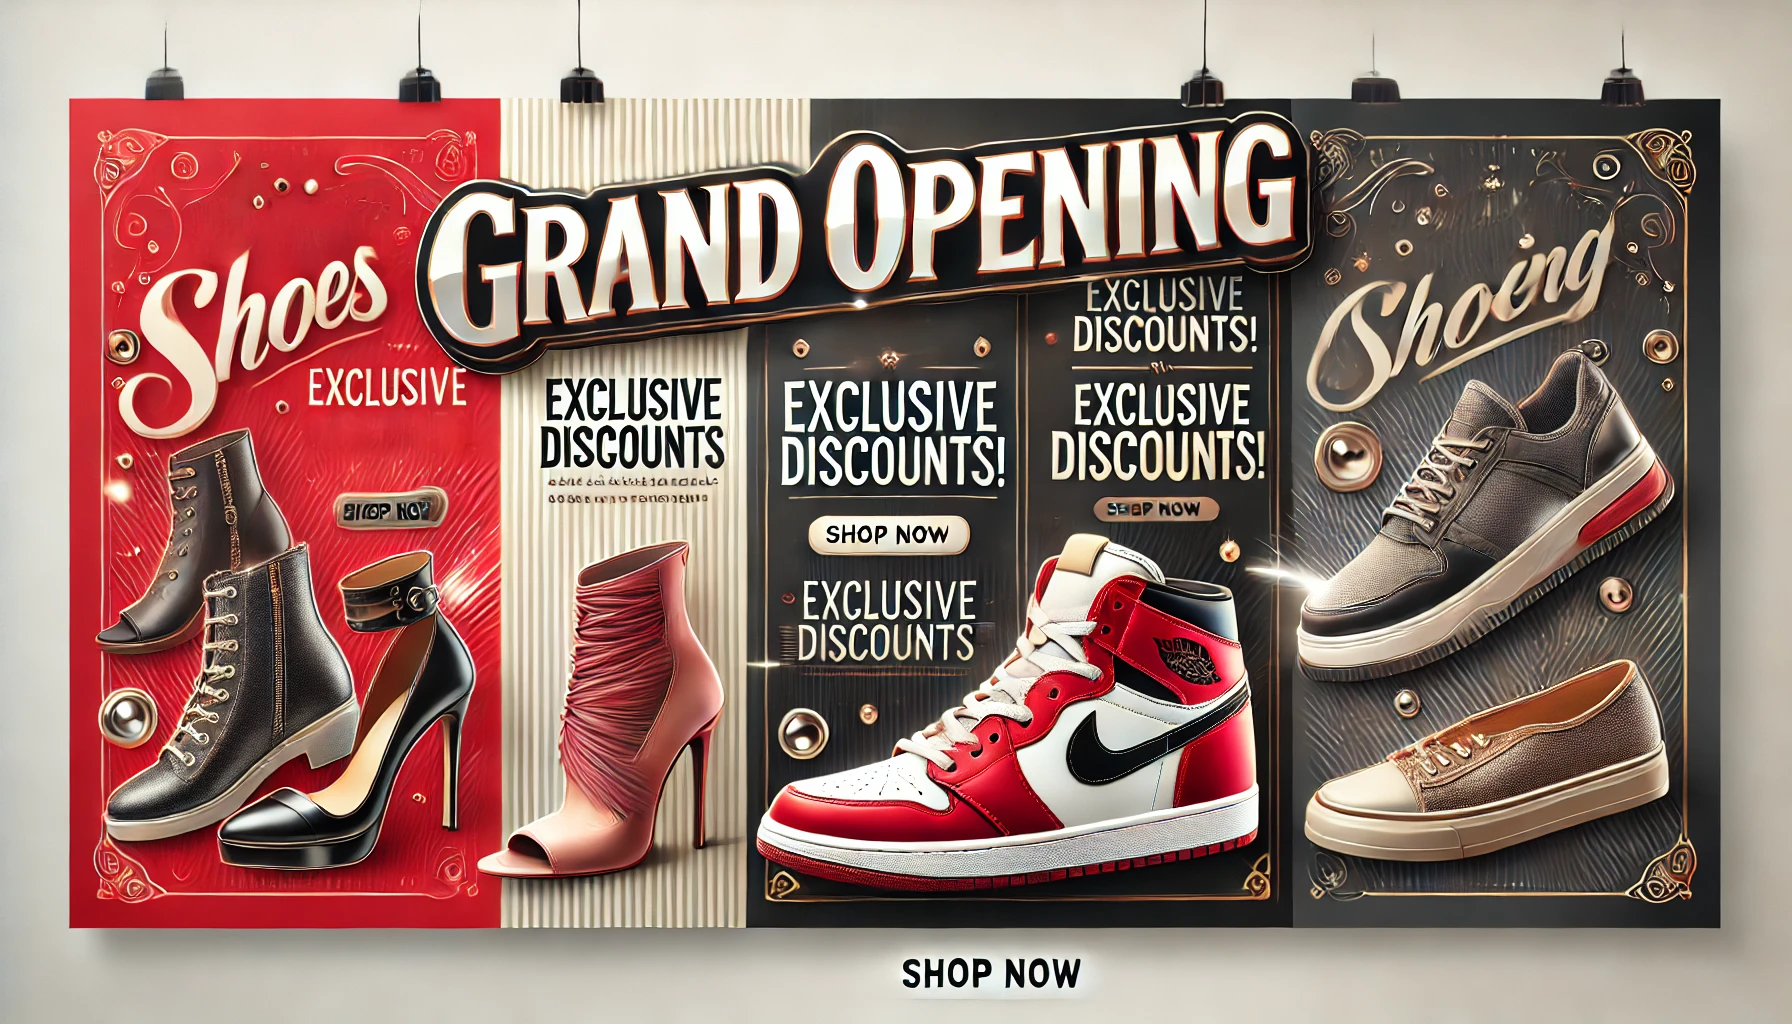 GRAND OPENING
Shoes
EXCLUSIVE
EXCLUSIVE
DISCOUNTS
EXCLUSIVE
DISCOUNTS!
SHOP NOW
EXCLUSIVE
DISCOUNTS
EXCLUSIVE
DISCOUNTS!
EXCLUSIVE
DISCOUNTS!
NOW
Shoeng
SHOP NOW